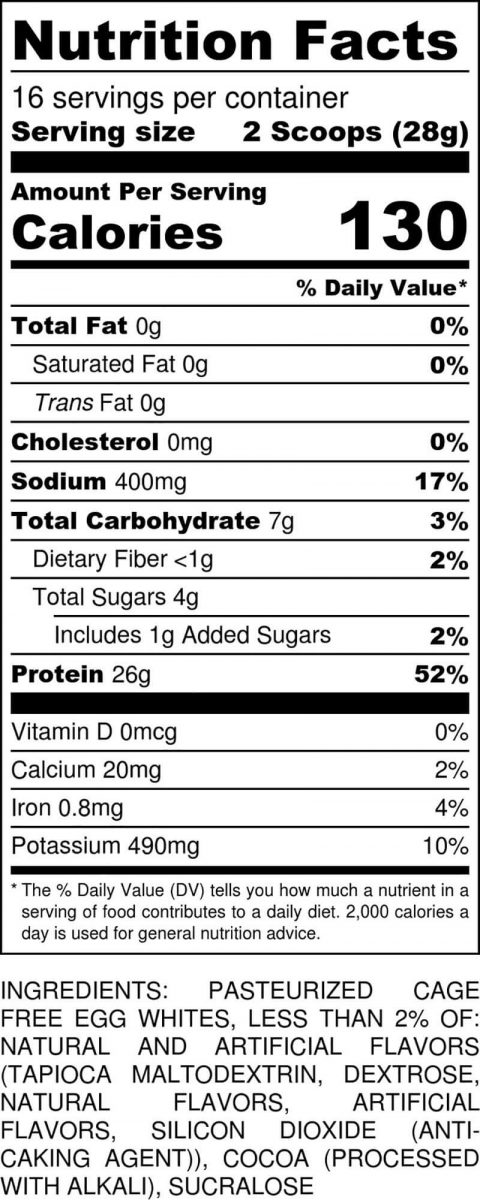 Nutrition Facts
16 servings per container
Serving size 2 Scoops (28g)
Amount Per Serving
Calories 130
% Daily Value*
Total Fat 0g 0%
Saturated Fat 0g 0%
Trans Fat 0g
Cholesterol 0mg 0%
Sodium 400mg 17%
Total Carbohydrate 7g 3%
Dietary Fiber <1g 2%
Total Sugars 4g
Includes 1g Added Sugars 2%
Protein 26g 52%
Vitamin D 0mcg 0%
Calcium 20mg 2%
Iron 0.8mg 4%
Potassium 490mg 10%
* The % Daily Value (DV) tells you how much a nutrient in a
serving of food contributes to a daily diet. 2,000 calories a
day is used for general nutrition advice.
INGREDIENTS: PASTEURIZED CAGE
FREE EGG WHITES, LESS THAN 2% OF:
NATURAL AND ARTIFICIAL FLAVORS
(TAPIOCA MALTODEXTRIN, DEXTROSE,
NATURAL FLAVORS, ARTIFICIAL
FLAVORS, SILICON DIOXIDE (ANTI-
CAKING AGENT)), COCOA (PROCESSED
WITH ALKALI), SUCRALOSE